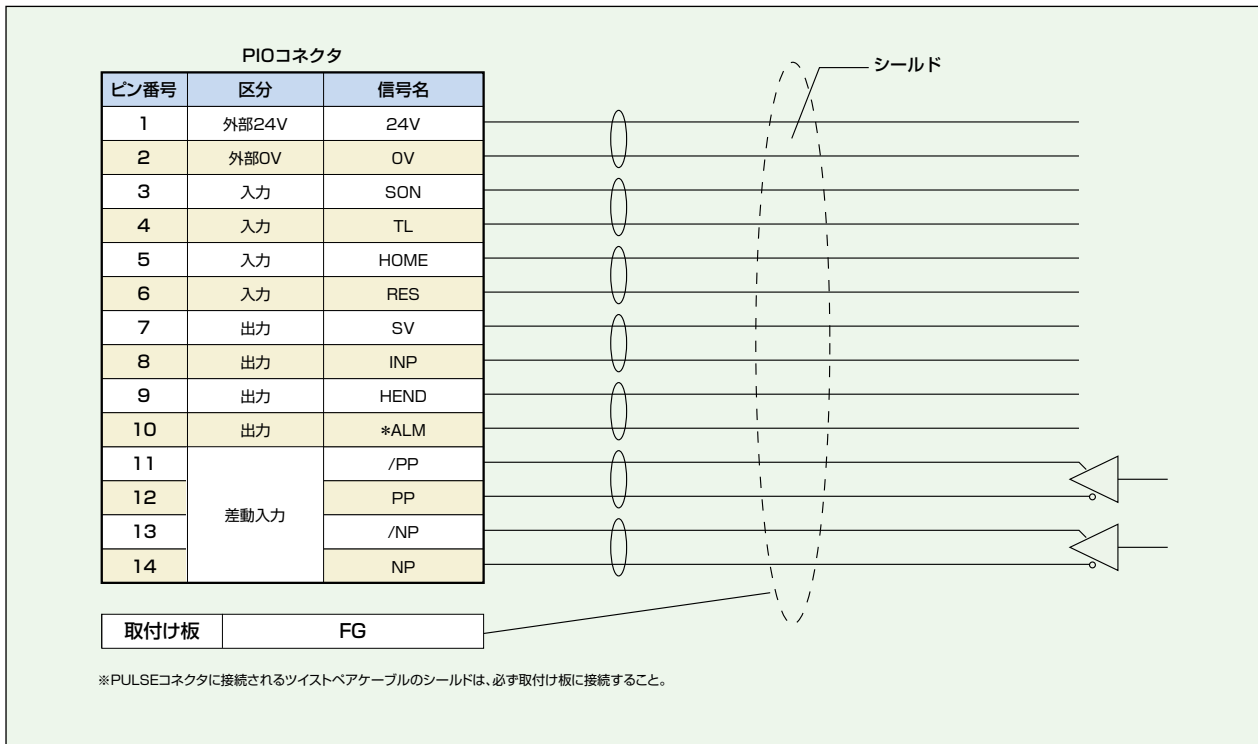 PIOコネクタ
シールド
ピン番号 区分 信号名
1 外部24V 24V
2 外部0V 0V
3 入力 SON
4 入力 TL
5 入力 HOME
6 入力 RES
7 出力 SV
8 出力 INP
9 出力 HEND
10 出力 *ALM
11 差動入力 /PP
12 PP
13 /NP
14 NP
取付け板 FG
※PULSEコネクタに接続されるツイストペアケーブルのシールドは、必ず取付け板に接続すること。